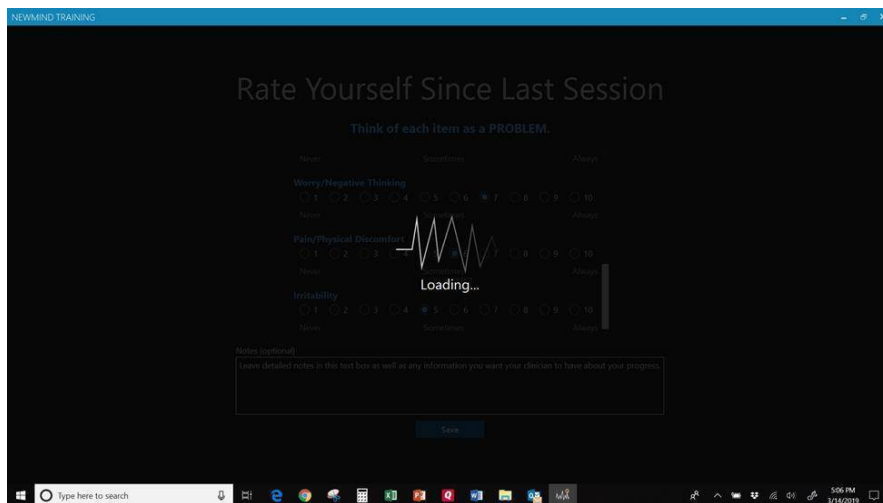 NEWMIND TRAINING
Rate Yourself Since Last Session
Think of each item as a PROBLEM.
Never Sometimes Always
Worry/Negative Thinking
1 2 3 4 5 6 7 8 9 10
Never Sometimes Always
Pain/Physical Discomfort
1 2 3 4 6 7 8 9 10
Never Sometimes Always
Loading...
Irritability
1 2 3 4 5 6 7 8 9 10
Never Sometimes Always
Notes (optional)
Leave detailed notes in this text box as well as any information you want your clinician to have about your progress.
Save
Type here to search
5:06 PM
3/14/2019